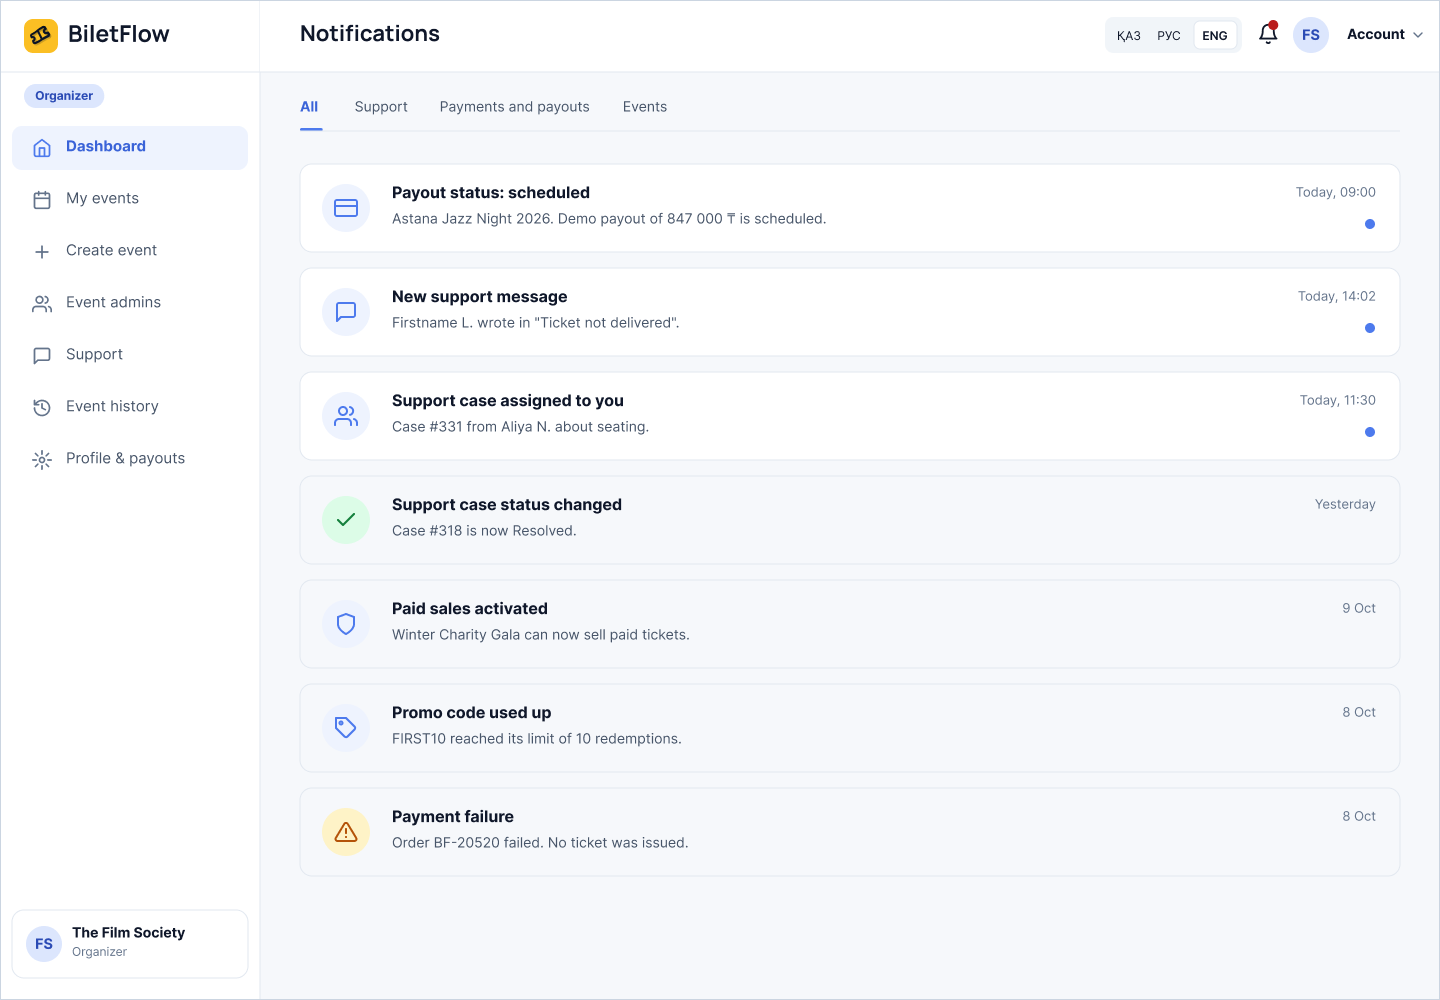 BiletFlow
Notifications
ҚАЗ РУС ENG
FS
Account
Organizer
Dashboard
My events
Create event
Event admins
Support
Event history
Profile & payouts
FS
The Film Society
Organizer
All Support Payments and payouts Events
Payout status: scheduled
Today, 09:00
Astana Jazz Night 2026. Demo payout of 847 000 ₸ is scheduled.
New support message
Today, 14:02
Firstname L. wrote in "Ticket not delivered".
Support case assigned to you
Today, 11:30
Case #331 from Aliya N. about seating.
Support case status changed
Yesterday
Case #318 is now Resolved.
Paid sales activated
9 Oct
Winter Charity Gala can now sell paid tickets.
Promo code used up
8 Oct
FIRST10 reached its limit of 10 redemptions.
Payment failure
8 Oct
Order BF-20520 failed. No ticket was issued.